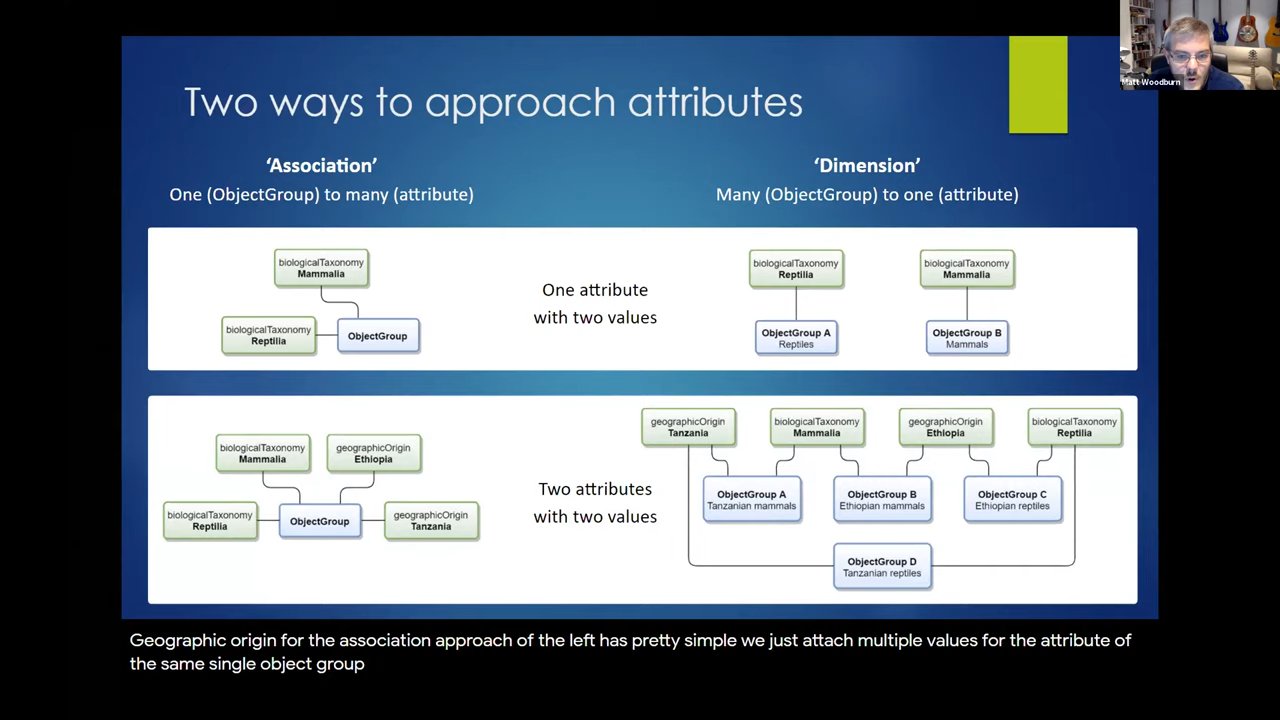 Matt Woodburn
Two ways to approach attributes
‘Association’
One (ObjectGroup) to many (attribute)
‘Dimension’
Many (ObjectGroup) to one (attribute)
biologicalTaxonomy
Mammalia
biologicalTaxonomy
Reptilia
ObjectGroup
One attribute
with two values
biologicalTaxonomy
Reptilia
ObjectGroup A
Reptiles
biologicalTaxonomy
Mammalia
ObjectGroup B
Mammals
biologicalTaxonomy
Mammalia
geographicOrigin
Ethiopia
biologicalTaxonomy
Reptilia
ObjectGroup
geographicOrigin
Tanzania
Two attributes
with two values
geographicOrigin
Tanzania
biologicalTaxonomy
Mammalia
geographicOrigin
Ethiopia
biologicalTaxonomy
Reptilia
ObjectGroup A
Tanzanian mammals
ObjectGroup B
Ethiopian mammals
ObjectGroup C
Ethiopian reptiles
ObjectGroup D
Tanzanian reptiles
Geographic origin for the association approach of the left has pretty simple we just attach multiple values for the attribute of
the same single object group